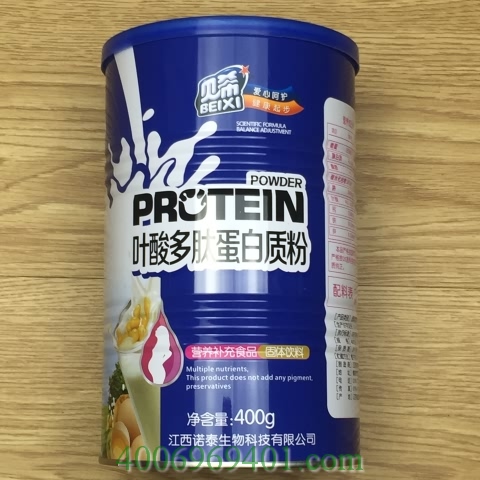 贝希
BEIXI
爱心呵护
健康起步
SCIENTIFIC FORMULA
BALANCE ADJUSTMENT
POWDER
PROTEIN
叶酸多肽蛋白质粉
营养补充食品 固体饮料
Multiple nutrients,
This product does not add any pigment,
preservatives
净含量:400g
江西诺泰生物科技有限公司
配料表
4006969401.com